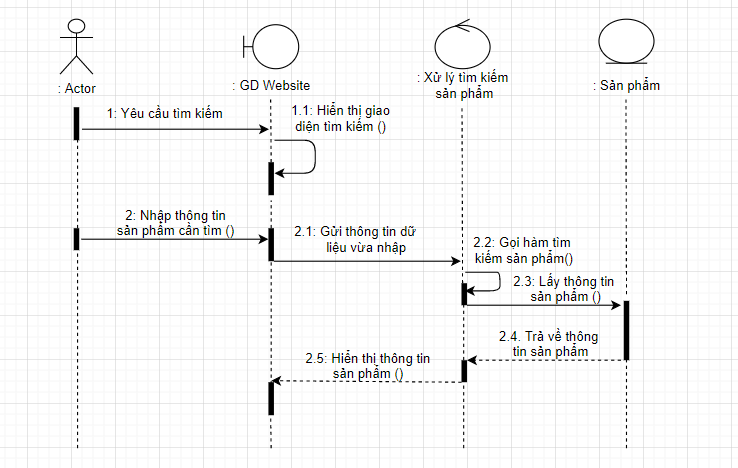 : Actor
: GD Website
: Xử lý tìm kiếm
sản phẩm
: Sản phẩm
1: Yêu cầu tìm kiếm
1.1: Hiển thị giao
diện tìm kiếm ()
2: Nhập thông tin
sản phẩm cần tìm ()
2.1: Gửi thông tin dữ
liệu vừa nhập
2.2: Gọi hàm tìm
kiếm sản phẩm()
2.3: Lấy thông tin
sản phẩm ()
2.4. Trả về thông
tin sản phẩm
2.5: Hiển thị thông tin
sản phẩm ()